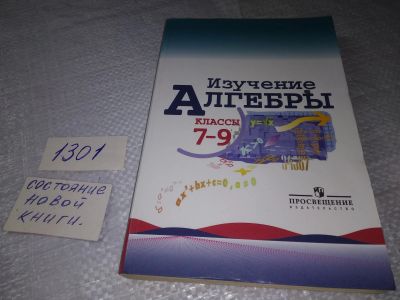 Изучение
АЛГЕБРЫ
КЛАССЫ
7-9
y=√x
ax²+bx+c=0, a≠0
ПРОСВЕЩЕНИЕ
ИЗДАТЕЛЬСТВО
1301
СОСТОЯНИЕ
НОВОЙ
КНИГИ.